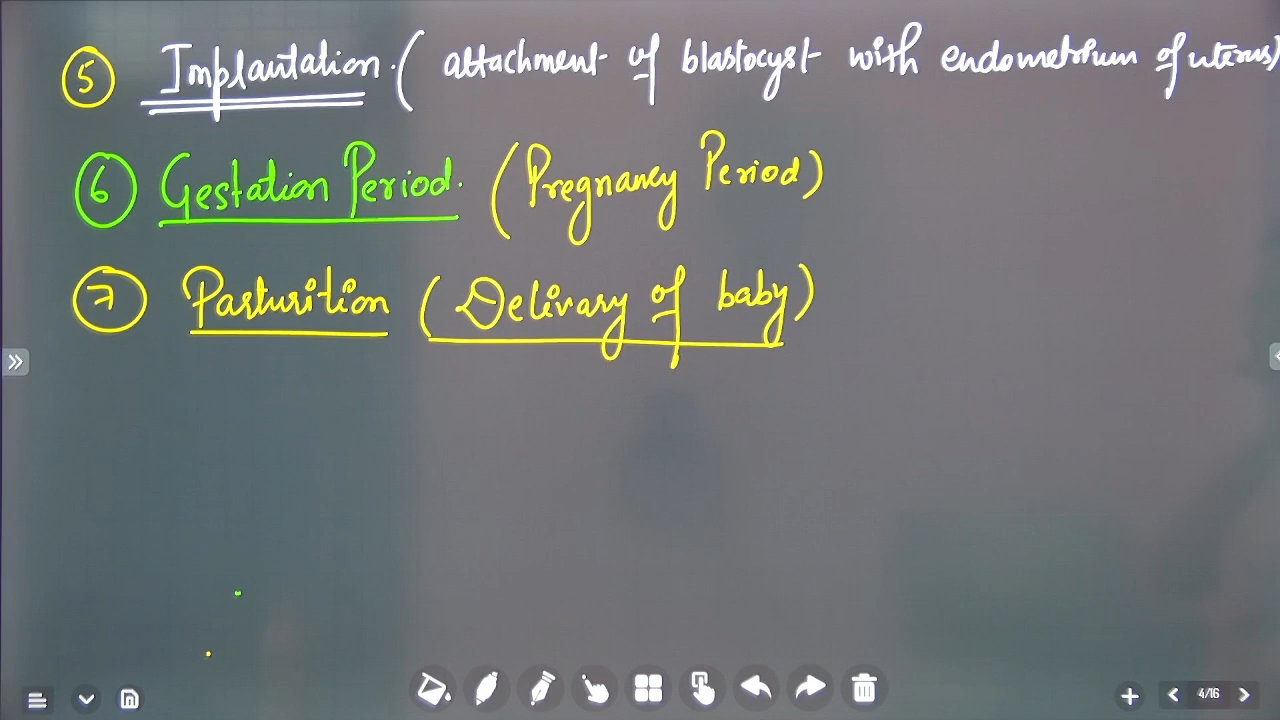 5 Implantation. ( attachment of blastocyst with endometrium of uterus)
6 Gestation Period. (Pregnancy Period)
7 Parturition (Delivary of baby)
4/16